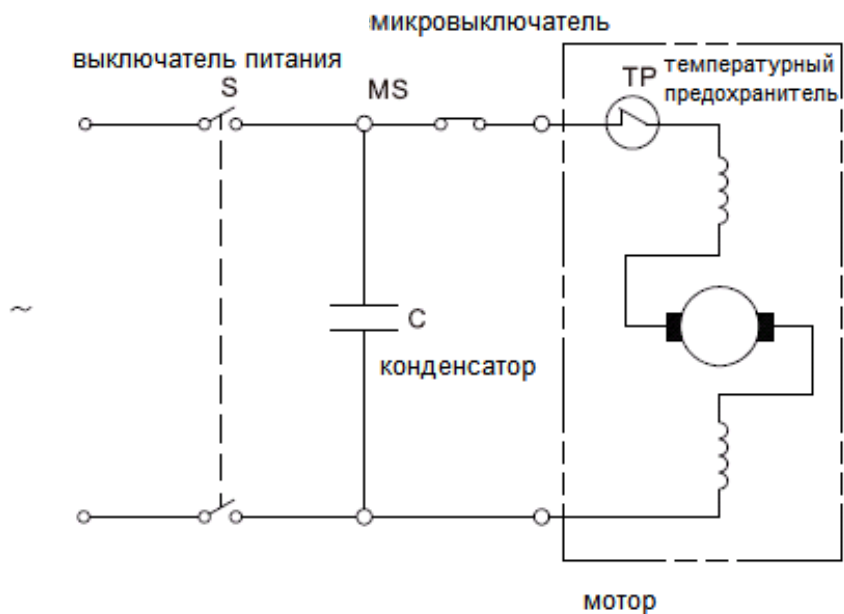 микровыключатель
выключатель питания
S
MS
TP
температурный
предохранитель
~
C
конденсатор
мотор